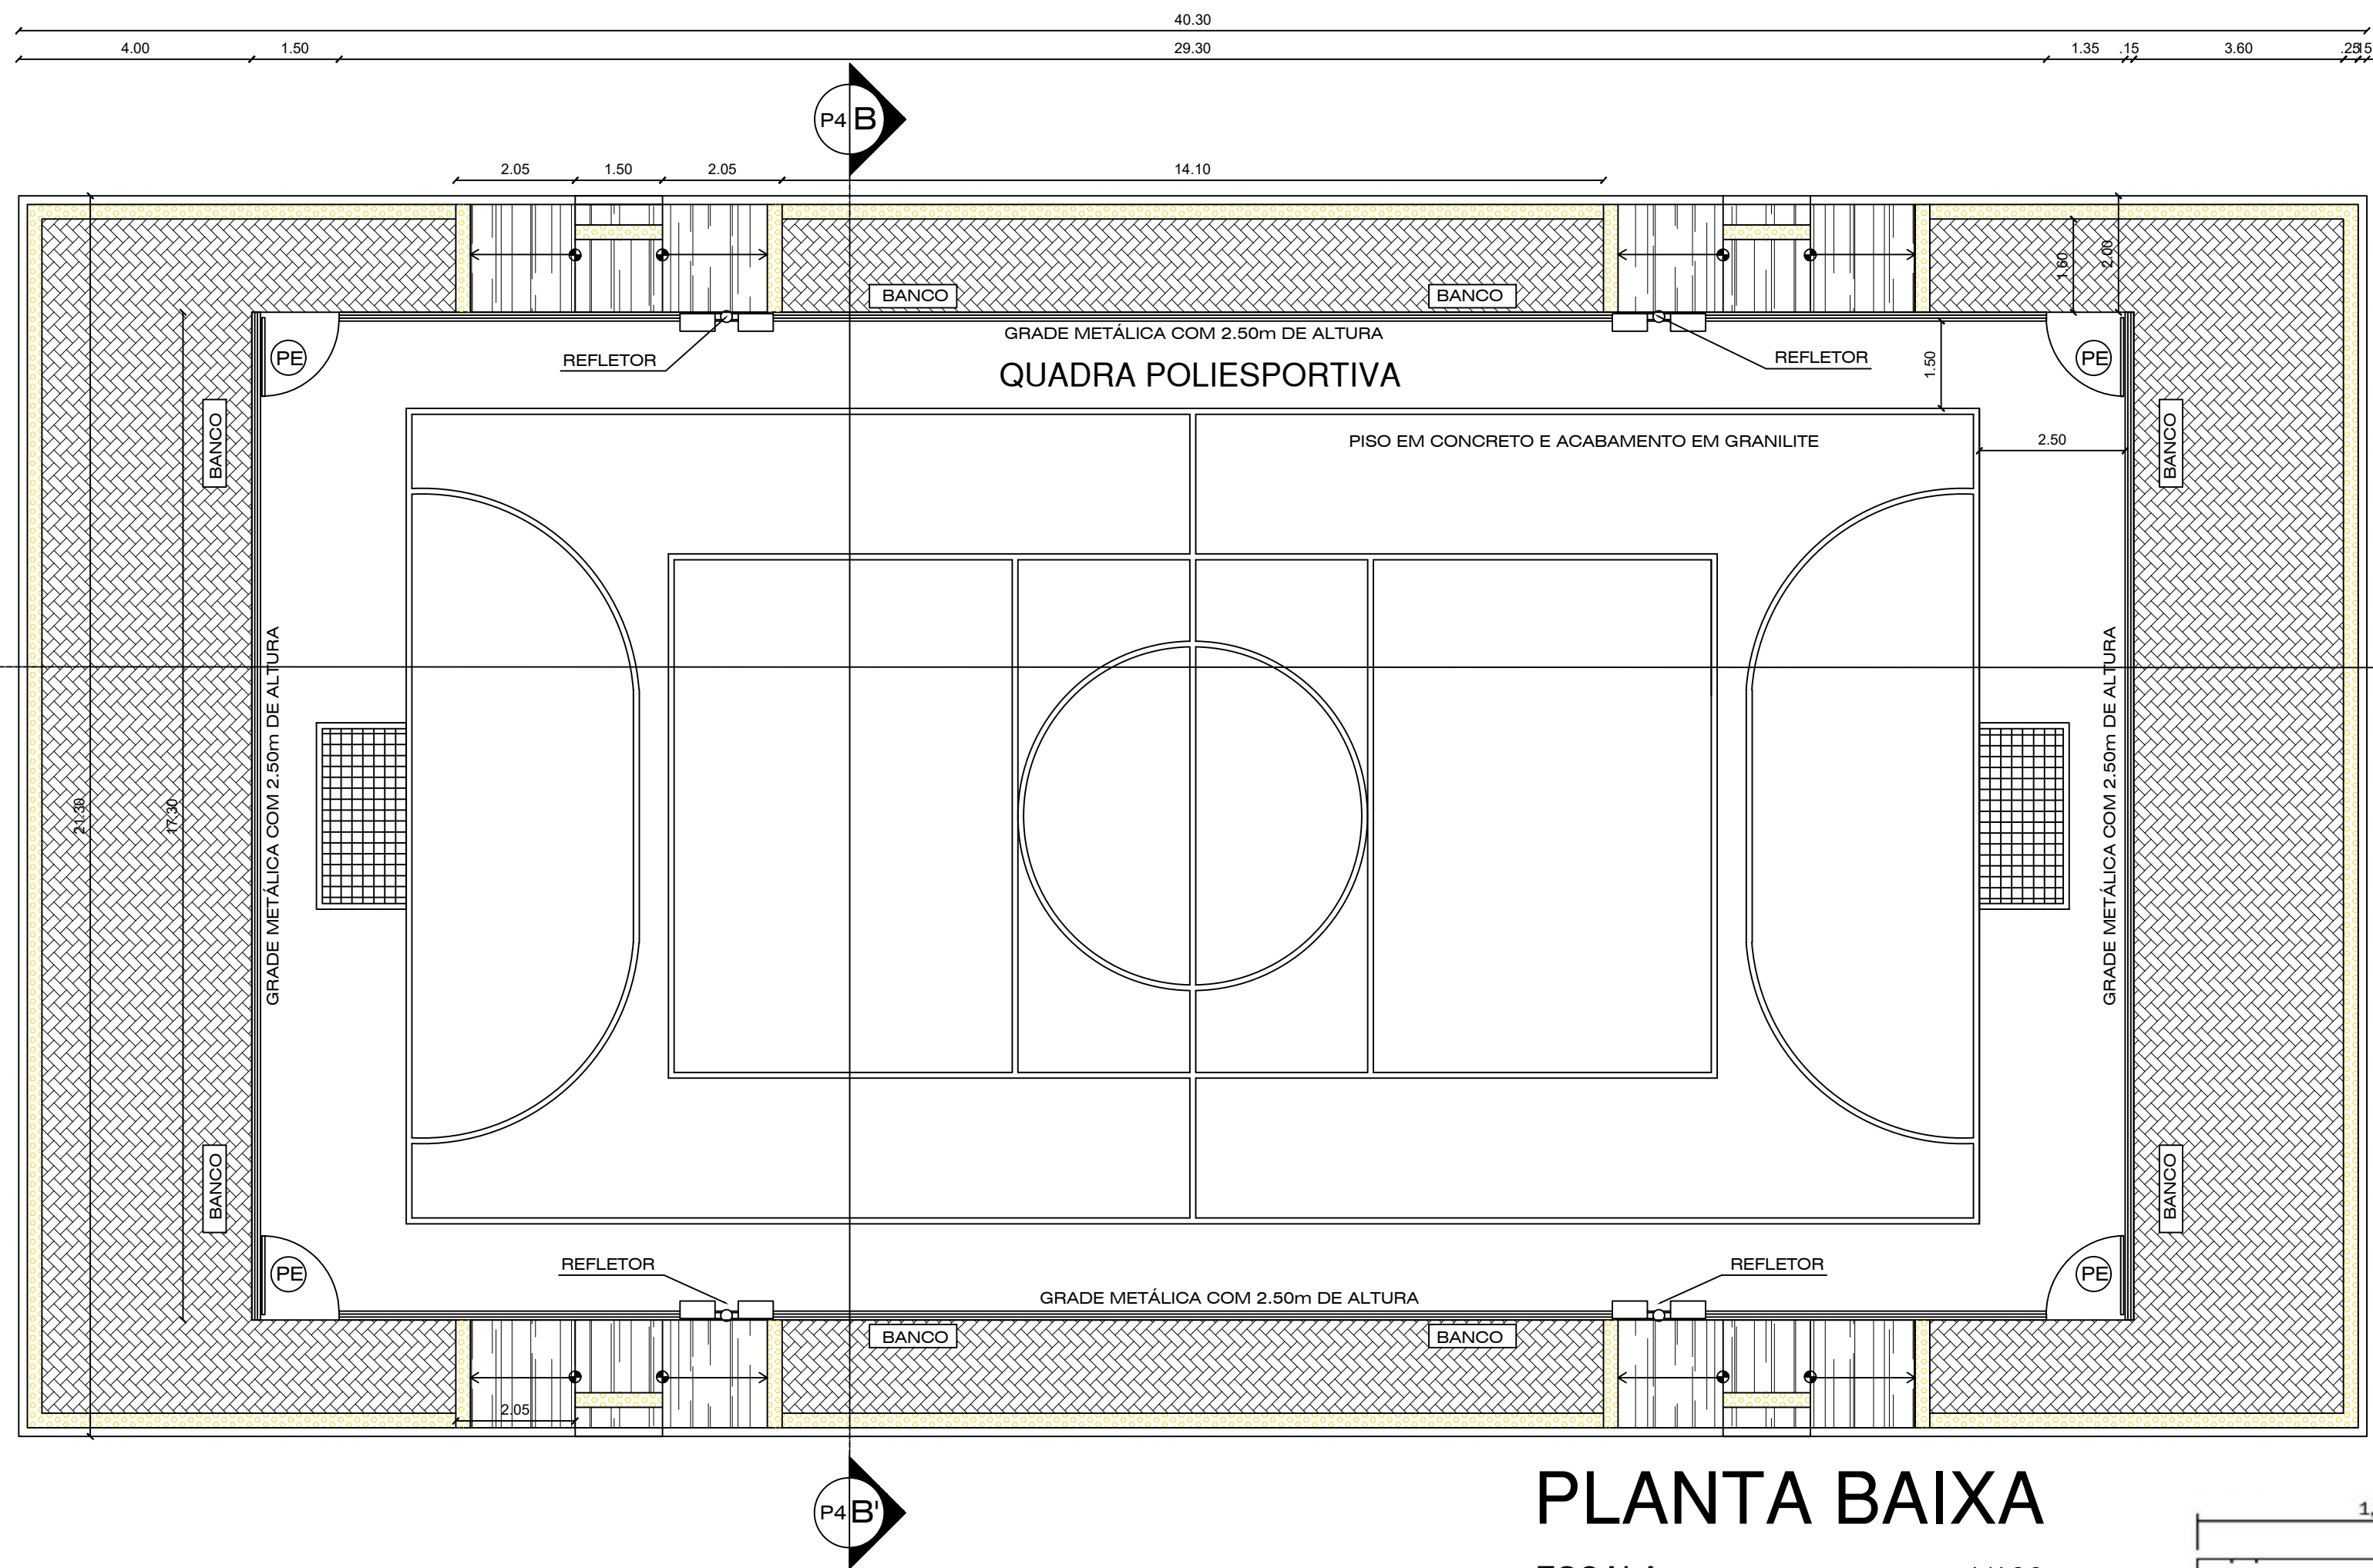 40.30
4.00 1.50 29.30 1.35 .15 3.60 .25 .15
P4 B
2.05 1.50 2.05 14.10
1.60 2.00
BANCO BANCO
GRADE METÁLICA COM 2.50m DE ALTURA
PE REFLETOR REFLETOR PE
QUADRA POLIESPORTIVA
1.50
BANCO BANCO
PISO EM CONCRETO E ACABAMENTO EM GRANILITE
2.50
GRADE METÁLICA COM 2.50m DE ALTURA
GRADE METÁLICA COM 2.50m DE ALTURA
21.30 17.30
BANCO BANCO
REFLETOR REFLETOR
PE PE
GRADE METÁLICA COM 2.50m DE ALTURA
BANCO BANCO
2.05
P4 B'
PLANTA BAIXA